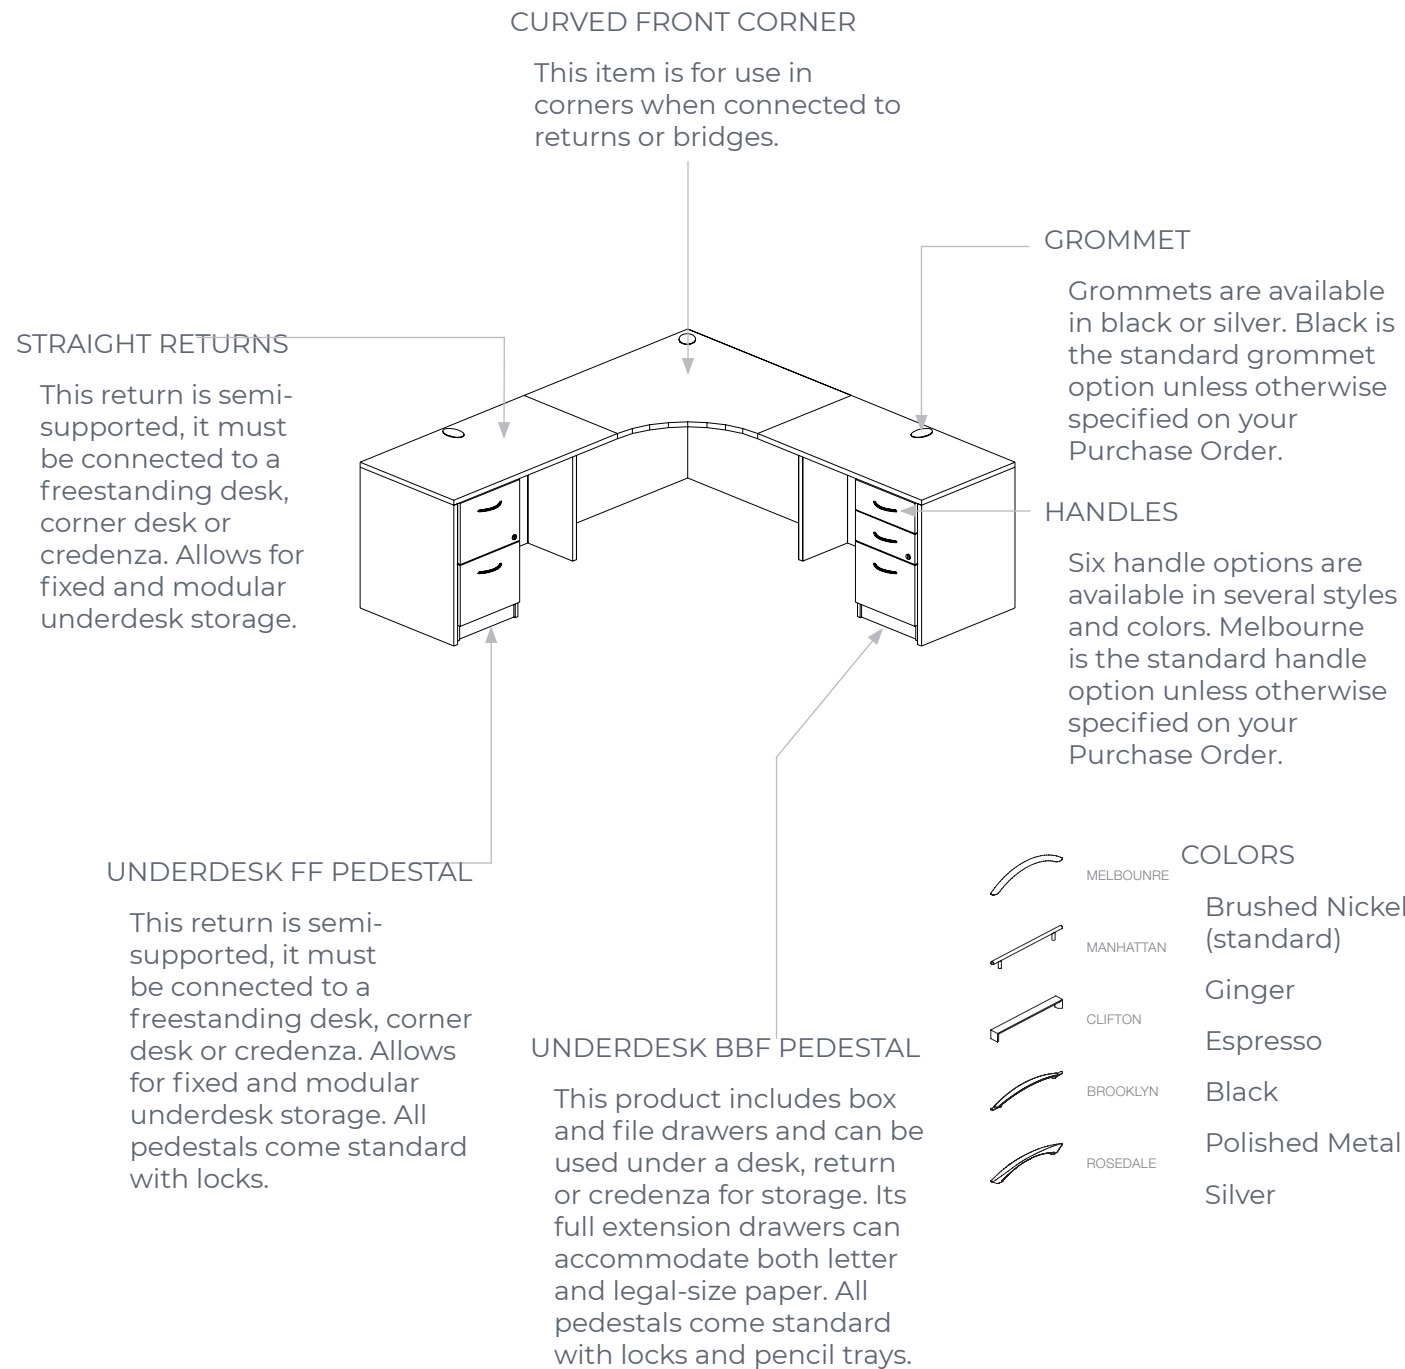 CURVED FRONT CORNER
This item is for use in
corners when connected to
returns or bridges.
STRAIGHT RETURNS
This return is semi-
supported, it must
be connected to a
freestanding desk,
corner desk or
credenza. Allows for
fixed and modular
underdesk storage.
GROMMET
Grommets are available
in black or silver. Black is
the standard grommet
option unless otherwise
specified on your
Purchase Order.
HANDLES
Six handle options are
available in several styles
and colors. Melbourne
is the standard handle
option unless otherwise
specified on your
Purchase Order.
UNDERDESK FF PEDESTAL
This return is semi-
supported, it must
be connected to a
freestanding desk, corner
desk or credenza. Allows
for fixed and modular
underdesk storage. All
pedestals come standard
with locks.
UNDERDESK BBF PEDESTAL
This product includes box
and file drawers and can be
used under a desk, return
or credenza for storage. Its
full extension drawers can
accommodate both letter
and legal-size paper. All
pedestals come standard
with locks and pencil trays.
MELBOUNRE
MANHATTAN
CLIFTON
BROOKLYN
ROSEDALE
COLORS
Brushed Nickel
(standard)
Ginger
Espresso
Black
Polished Metal
Silver